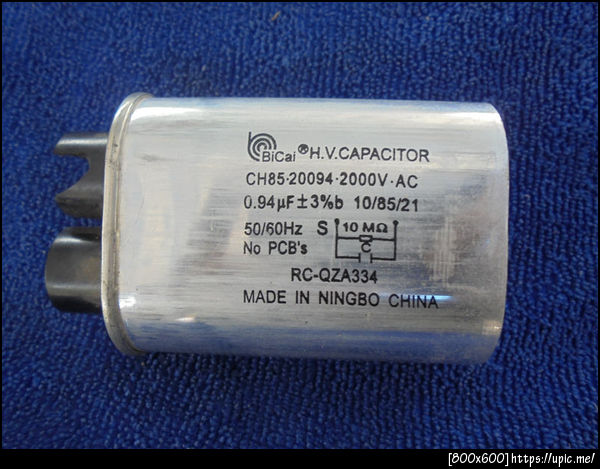 BiCai® H.V.CAPACITOR
CH85·20094·2000V·AC
0.94μF±3%b 10/85/21
50/60Hz S 10 MΩ
No PCB's C
RC-QZA334
MADE IN NINGBO CHINA
[800x600]https://upic.me/